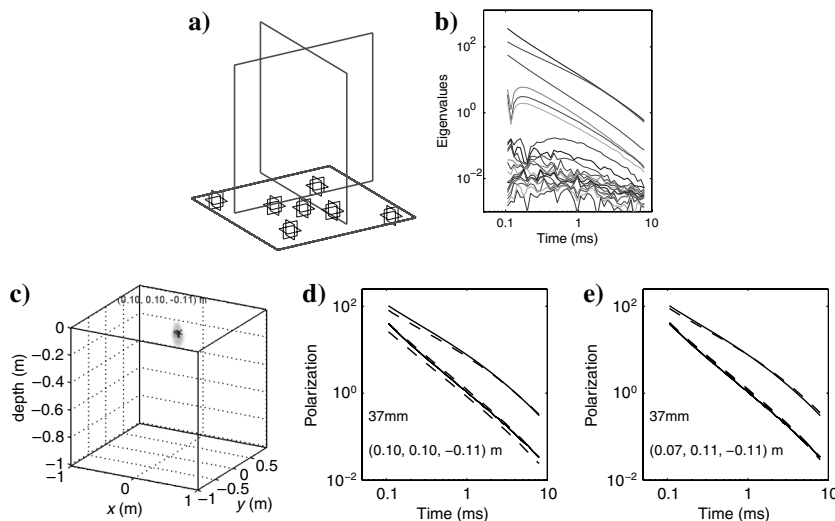 a)
b)
10^2
10^0
10^−2
Eigenvalues
0.1 1 10
Time (ms)
c)
(0.10, 0.10, -0.11) m
0
−0.2
−0.4
−0.6
−0.8
−1
depth (m)
−1 0 1
x (m)
−1 −0.5 0 0.5
y (m)
d)
10^2
10^0
10^−2
Polarization
37mm
(0.10, 0.10, −0.11) m
0.1 1 10
Time (ms)
e)
10^2
10^0
10^−2
Polarization
37mm
(0.07, 0.11, −0.11) m
0.1 1 10
Time (ms)